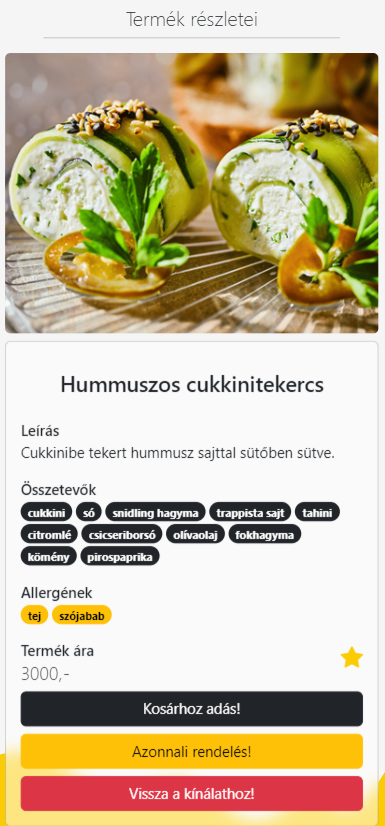 Termék részletei
Hummuszos cukkinitekercs
Leírás
Cukkinibe tekert hummusz sajttal sütőben sütve.
Összetevők
cukkini só snidling hagyma trappista sajt tahini
citromlé csicseriborsó olívaolaj fokhagyma
kömény pirospaprika
Allergének
tej szójabab
Termék ára
3000,-
Kosárhoz adás!
Azonnali rendelés!
Vissza a kínálathoz!